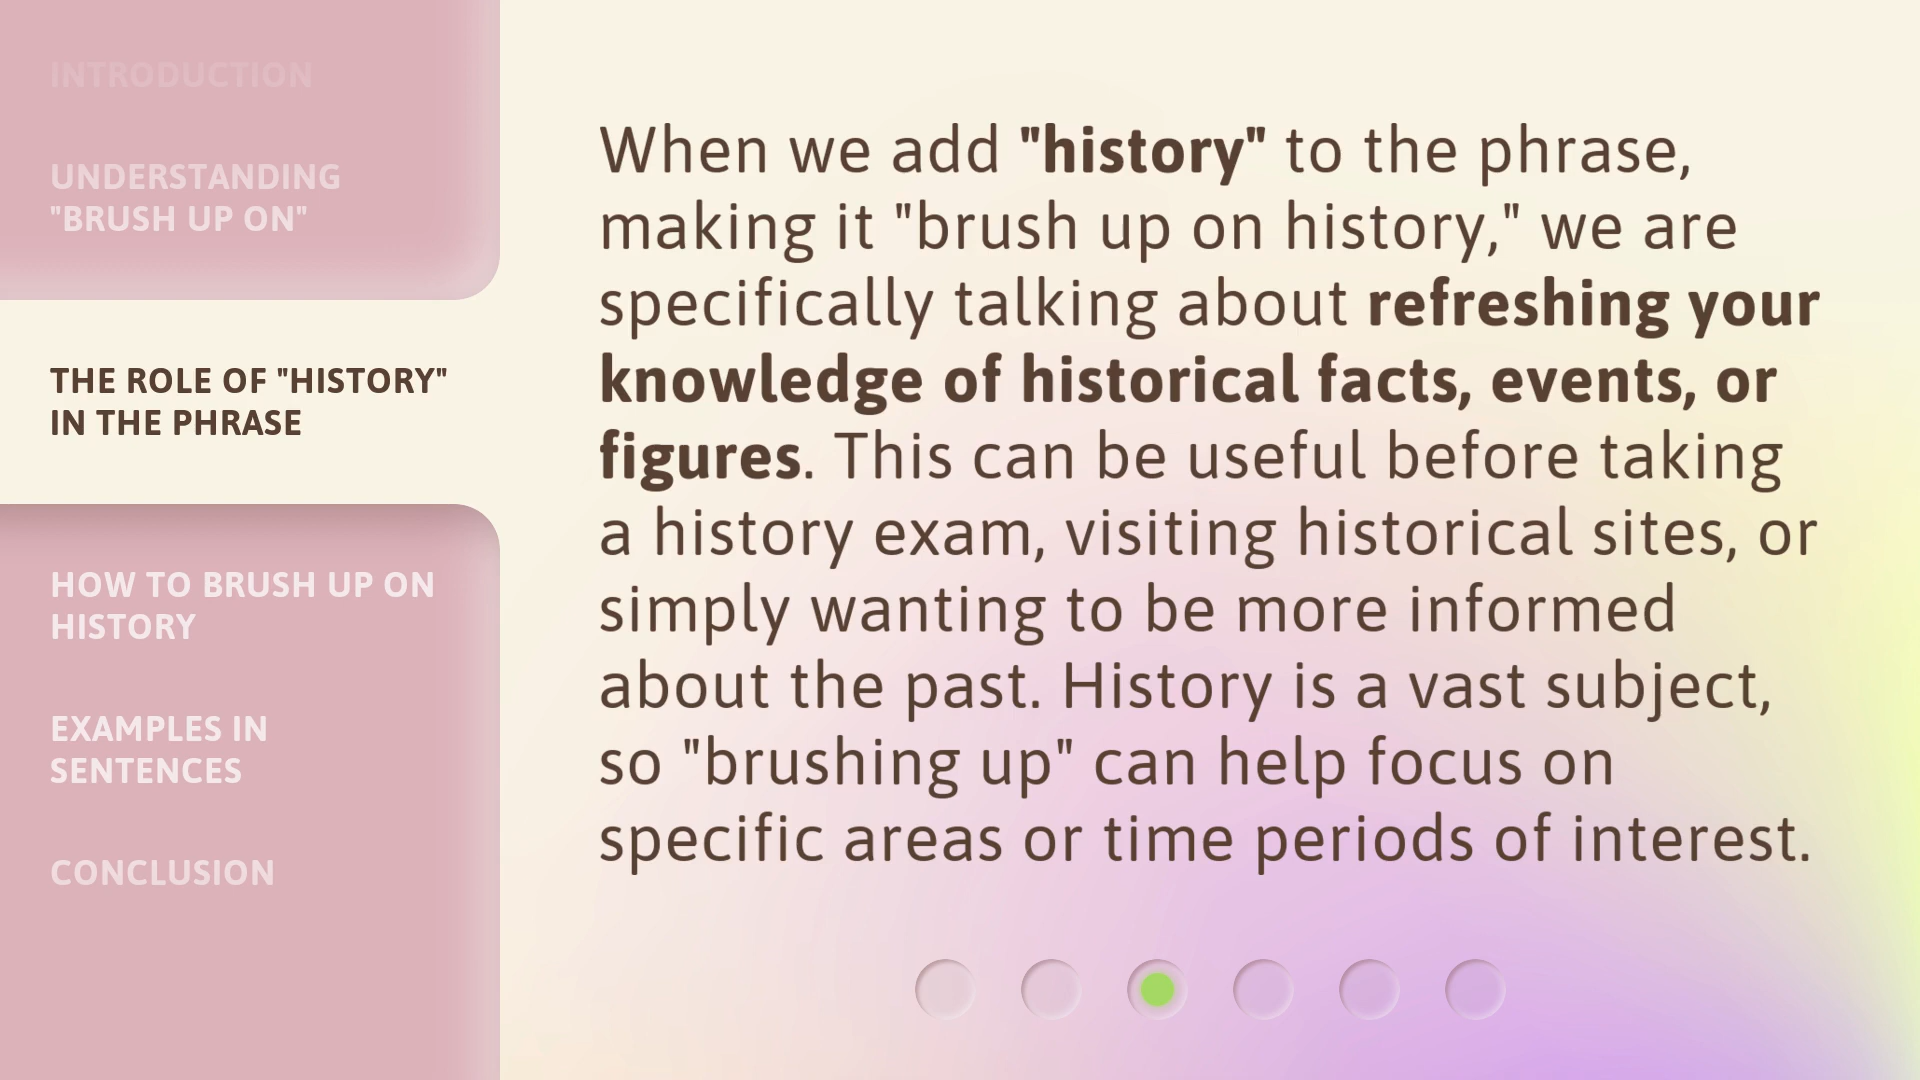 INTRODUCTION
UNDERSTANDING
"BRUSH UP ON"
THE ROLE OF "HISTORY"
IN THE PHRASE
HOW TO BRUSH UP ON
HISTORY
EXAMPLES IN
SENTENCES
CONCLUSION
When we add "history" to the phrase,
making it "brush up on history," we are
specifically talking about refreshing your
knowledge of historical facts, events, or
figures. This can be useful before taking
a history exam, visiting historical sites, or
simply wanting to be more informed
about the past. History is a vast subject,
so "brushing up" can help focus on
specific areas or time periods of interest.